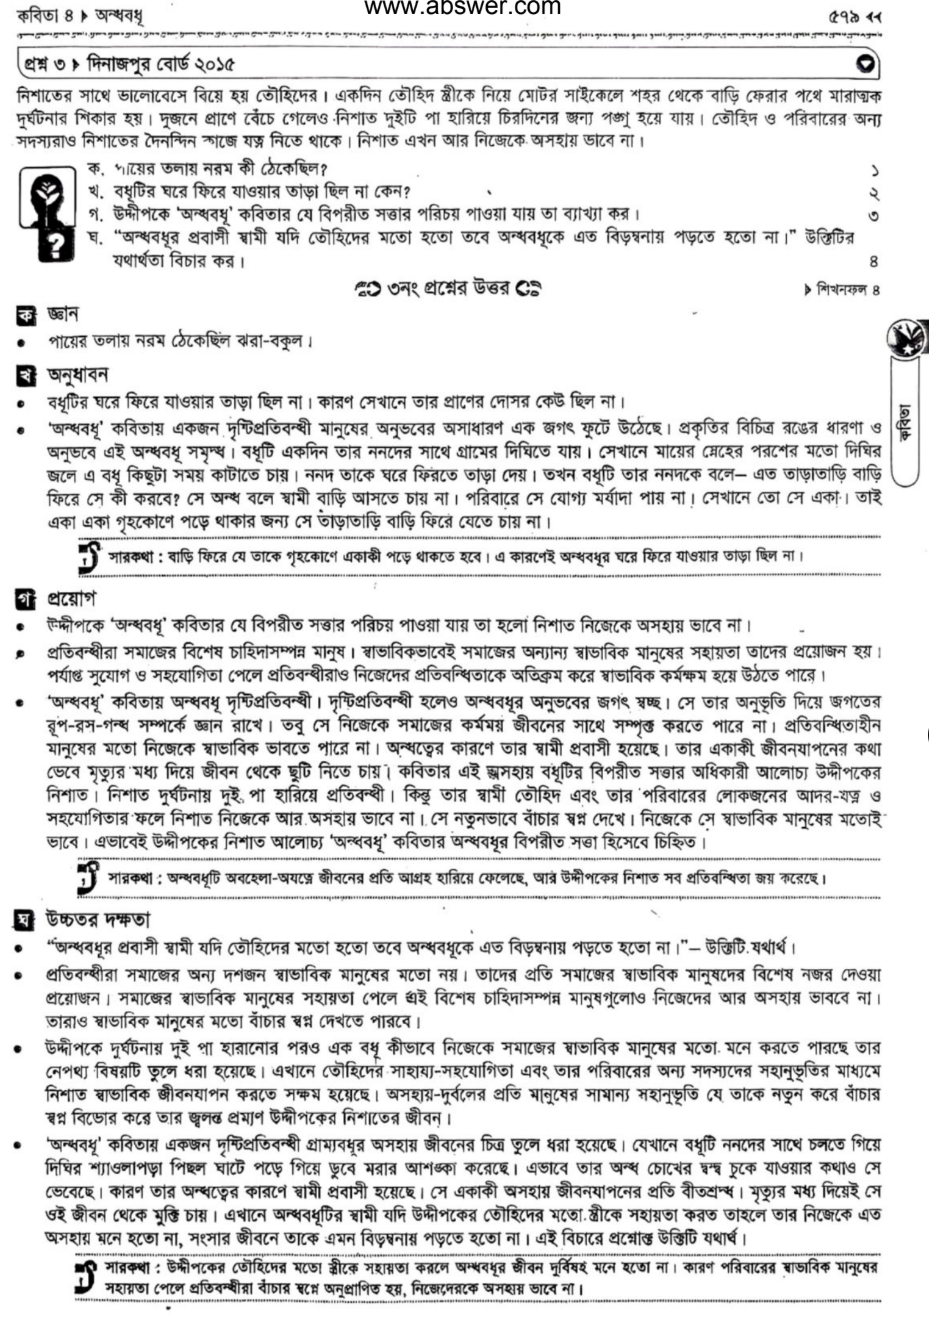 www.abswer.com
কবিতা ৪ ▶ অন্ধবধূ ৫৭৯ ◀◀
প্রশ্ন ৩ ▶ দিনাজপুর বোর্ড ২০১৫
নিশাতের সাথে ভালোবেসে বিয়ে হয় তৌহিদের। একদিন তৌহিদ স্ত্রীকে নিয়ে মোটর সাইকেলে শহর থেকে বাড়ি ফেরার পথে মারাত্মক
দুর্ঘটনার শিকার হয়। দুজনে প্রাণে বেঁচে গেলেও নিশাত দুইটি পা হারিয়ে চিরদিনের জন্য পঙ্গু হয়ে যায়। তৌহিদ ও পরিবারের অন্য
সদস্যরাও নিশাতের দৈনন্দিন কাজে যত্ন নিতে থাকে। নিশাত এখন আর নিজেকে অসহায় ভাবে না।
ক. পায়ের তলায় নরম কী ঠেকেছিল? ১
খ. বধূটির ঘরে ফিরে যাওয়ার তাড়া ছিল না কেন? ২
গ. উদ্দীপকে ‘অন্ধবধূ’ কবিতার যে বিপরীত সত্তার পরিচয় পাওয়া যায় তা ব্যাখ্যা কর। ৩
ঘ. “অন্ধবধূর প্রবাসী স্বামী যদি তৌহিদের মতো হতো তবে অন্ধবধূকে এত বিড়ম্বনায় পড়তে হতো না।” উক্তিটির
যথার্থতা বিচার কর। ৪
৩নং প্রশ্নের উত্তর ▶ শিখনফল ৪
ক জ্ঞান
• পায়ের তলায় নরম ঠেকেছিল ঝরা-বকুল।
খ অনুধাবন
• বধূটির ঘরে ফিরে যাওয়ার তাড়া ছিল না। কারণ সেখানে তার প্রাণের দোসর কেউ ছিল না।
• ‘অন্ধবধূ’ কবিতায় একজন দৃষ্টিপ্রতিবন্ধী মানুষের অনুভবের অসাধারণ এক জগৎ ফুটে উঠেছে। প্রকৃতির বিচিত্র রঙের ধারণা ও
অনুভবে এই অন্ধবধূ সমৃদ্ধ। বধূটি একদিন তার ননদের সাথে গ্রামের দিঘিতে যায়। সেখানে মায়ের স্নেহের পরশের মতো দিঘির
জলে এ বধূ কিছুটা সময় কাটাতে চায়। ননদ তাকে ঘরে ফিরতে তাড়া দেয়। তখন বধূটি তার ননদকে বলে— এত তাড়াতাড়ি বাড়ি
ফিরে সে কী করবে? সে অন্ধ বলে স্বামী বাড়ি আসতে চায় না। পরিবারে সে যোগ্য মর্যাদা পায় না। সেখানে তো সে একা। তাই
একা একা গৃহকোণে পড়ে থাকার জন্য সে তাড়াতাড়ি বাড়ি ফিরে যেতে চায় না।
সারকথা : বাড়ি ফিরে যে তাকে গৃহকোণে একাকী পড়ে থাকতে হবে। এ কারণেই অন্ধবধূর ঘরে ফিরে যাওয়ার তাড়া ছিল না।
কবিতা
গ প্রয়োগ
• উদ্দীপকে ‘অন্ধবধূ’ কবিতার যে বিপরীত সত্তার পরিচয় পাওয়া যায় তা হলো নিশাত নিজেকে অসহায় ভাবে না।
• প্রতিবন্ধীরা সমাজের বিশেষ চাহিদাসম্পন্ন মানুষ। স্বাভাবিকভাবেই সমাজের অন্যান্য স্বাভাবিক মানুষের সহায়তা তাদের প্রয়োজন হয়।
পর্যাপ্ত সুযোগ ও সহযোগিতা পেলে প্রতিবন্ধীরাও নিজেদের প্রতিবন্ধিতাকে অতিক্রম করে স্বাভাবিক কর্মক্ষম হয়ে উঠতে পারে।
• ‘অন্ধবধূ’ কবিতায় অন্ধবধূ দৃষ্টিপ্রতিবন্ধী। দৃষ্টিপ্রতিবন্ধী হলেও অন্ধবধূর অনুভবের জগৎ স্বচ্ছ। সে তার অনুভূতি দিয়ে জগতের
রূপ-রস-গন্ধ সম্পর্কে জ্ঞান রাখে। তবু সে নিজেকে সমাজের কর্মময় জীবনের সাথে সম্পৃক্ত করতে পারে না। প্রতিবন্ধিতাহীন
মানুষের মতো নিজেকে স্বাভাবিক ভাবতে পারে না। অন্ধত্বের কারণে তার স্বামী প্রবাসী হয়েছে। তার একাকী জীবনযাপনের কথা
ভেবে মৃত্যুর মধ্য দিয়ে জীবন থেকে ছুটি নিতে চায়। কবিতার এই অসহায় বধূটির বিপরীত সত্তার অধিকারী আলোচ্য উদ্দীপকের
নিশাত। নিশাত দুর্ঘটনায় দুই পা হারিয়ে প্রতিবন্ধী। কিন্তু তার স্বামী তৌহিদ এবং তার পরিবারের লোকজনের আদর-যত্ন ও
সহযোগিতার ফলে নিশাত নিজেকে আর অসহায় ভাবে না। সে নতুনভাবে বাঁচার স্বপ্ন দেখে। নিজেকে সে স্বাভাবিক মানুষের মতোই
ভাবে। এভাবেই উদ্দীপকের নিশাত আলোচ্য ‘অন্ধবধূ’ কবিতার অন্ধবধূর বিপরীত সত্তা হিসেবে চিহ্নিত।
সারকথা : অন্ধবধূটি অবহেলা-অযত্নে জীবনের প্রতি আগ্রহ হারিয়ে ফেলেছে, আর উদ্দীপকের নিশাত সব প্রতিবন্ধিতা জয় করেছে।
ঘ উচ্চতর দক্ষতা
• “অন্ধবধূর প্রবাসী স্বামী যদি তৌহিদের মতো হতো তবে অন্ধবধূকে এত বিড়ম্বনায় পড়তে হতো না।”– উক্তিটি যথার্থ।
• প্রতিবন্ধীরা সমাজের অন্য দশজন স্বাভাবিক মানুষের মতো নয়। তাদের প্রতি সমাজের স্বাভাবিক মানুষদের বিশেষ নজর দেওয়া
প্রয়োজন। সমাজের স্বাভাবিক মানুষের সহায়তা পেলে এই বিশেষ চাহিদাসম্পন্ন মানুষগুলোও নিজেদের আর অসহায় ভাববে না।
তারাও স্বাভাবিক মানুষের মতো বাঁচার স্বপ্ন দেখতে পারবে।
• উদ্দীপকে দুর্ঘটনায় দুই পা হারানোর পরও এক বধূ কীভাবে নিজেকে সমাজের স্বাভাবিক মানুষের মতো মনে করতে পারছে তার
নেপথ্য বিষয়টি তুলে ধরা হয়েছে। এখানে তৌহিদের সাহায্য-সহযোগিতা এবং তার পরিবারের অন্য সদস্যদের সহানুভূতির মাধ্যমে
নিশাত স্বাভাবিক জীবনযাপন করতে সক্ষম হয়েছে। অসহায়-দুর্বলের প্রতি মানুষের সামান্য সহানুভূতি যে তাকে নতুন করে বাঁচার
স্বপ্ন বিভোর করে তার জ্বলন্ত প্রমাণ উদ্দীপকের নিশাতের জীবন।
• ‘অন্ধবধূ’ কবিতায় একজন দৃষ্টিপ্রতিবন্ধী গ্রাম্যবধূর অসহায় জীবনের চিত্র তুলে ধরা হয়েছে। যেখানে বধূটি ননদের সাথে চলতে গিয়ে
দিঘির শ্যাওলাপড়া পিছল ঘাটে পড়ে গিয়ে ডুবে মরার আশঙ্কা করেছে। এভাবে তার অন্ধ চোখের দ্বন্দ্ব চুকে যাওয়ার কথাও সে
ভেবেছে। কারণ তার অন্ধত্বের কারণে স্বামী প্রবাসী হয়েছে। সে একাকী অসহায় জীবনযাপনের প্রতি বীতশ্রদ্ধ। মৃত্যুর মধ্য দিয়েই সে
ওই জীবন থেকে মুক্তি চায়। এখানে অন্ধবধূটির স্বামী যদি উদ্দীপকের তৌহিদের মতো স্ত্রীকে সহায়তা করত তাহলে তার নিজেকে এত
অসহায় মনে হতো না, সংসার জীবনে তাকে এমন বিড়ম্বনায় পড়তে হতো না। এই বিচারে প্রশ্নোক্ত উক্তিটি যথার্থ।
সারকথা : উদ্দীপকের তৌহিদের মতো স্ত্রীকে সহায়তা করলে অন্ধবধূর জীবন দুর্বিষহ মনে হতো না। কারণ পরিবারের স্বাভাবিক মানুষের
সহায়তা পেলে প্রতিবন্ধীরা বাঁচার স্বপ্নে অনুপ্রাণিত হয়, নিজেদেরকে অসহায় ভাবে না।